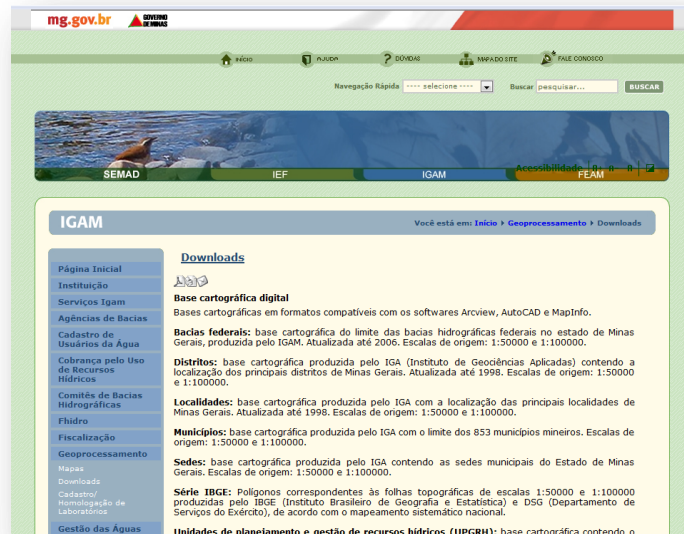 mg.gov.br GOVERNO DE MINAS
INÍCIO AJUDA DÚVIDAS MAPA DO SITE FALE CONOSCO
Navegação Rápida ---- selecione ---- Buscar pesquisar... BUSCAR
Acessibilidade
SEMAD IEF IGAM FEAM
IGAM
Você está em: Início Geoprocessamento Downloads
Página Inicial
Instituição
Serviços Igam
Agências de Bacias
Cadastro de
Usuários da Água
Cobrança pelo Uso
de Recursos
Hídricos
Comitês de Bacias
Hidrográficas
Fhidro
Fiscalização
Geoprocessamento
Mapas
Downloads
Cadastro/
Homologação de
Laboratórios
Gestão das Águas
Downloads
Base cartográfica digital
Bases cartográficas em formatos compatíveis com os softwares Arcview, AutoCAD e MapInfo.
Bacias federais: base cartográfica do limite das bacias hidrográficas federais no estado de Minas
Gerais, produzida pelo IGAM. Atualizada até 2006. Escalas de origem: 1:50000 e 1:100000.
Distritos: base cartográfica produzida pelo IGA (Instituto de Geociências Aplicadas) contendo a
localização dos principais distritos de Minas Gerais. Atualizada até 1998. Escalas de origem: 1:50000
e 1:100000.
Localidades: base cartográfica produzida pelo IGA com a localização das principais localidades de
Minas Gerais. Atualizada até 1998. Escalas de origem: 1:50000 e 1:100000.
Municípios: base cartográfica produzida pelo IGA com o limite dos 853 municípios mineiros. Escalas de
origem: 1:50000 e 1:100000.
Sedes: base cartográfica produzida pelo IGA contendo as sedes municipais do Estado de Minas
Gerais. Escalas de origem: 1:50000 e 1:100000.
Série IBGE: Polígonos correspondentes às folhas topográficas de escalas 1:50000 e 1:100000
produzidas pelo IBGE (Instituto Brasileiro de Geografia e Estatística) e DSG (Departamento de
Serviços do Exército), de acordo com o mapeamento sistemático nacional.
Unidades de planejamento e gestão de recursos hídricos (UPGRH): base cartográfica contendo o